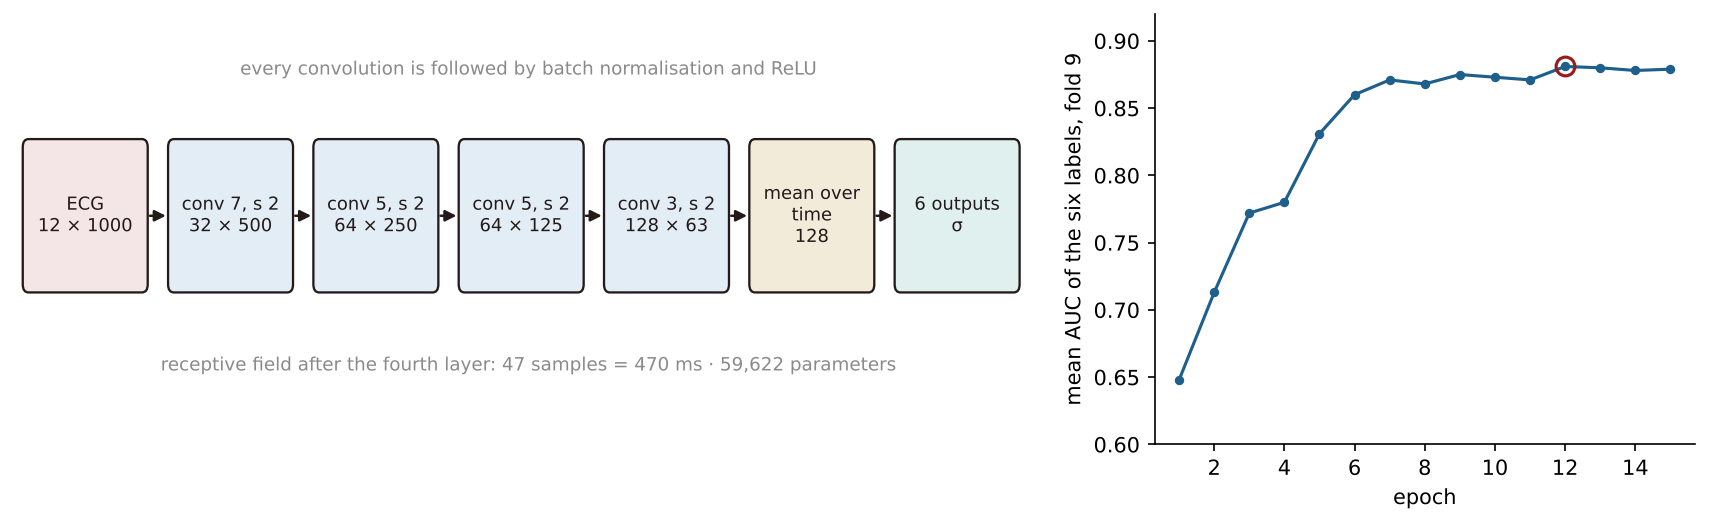 every convolution is followed by batch normalisation and ReLU
ECG
12 × 1000
conv 7, s 2
32 × 500
conv 5, s 2
64 × 250
conv 5, s 2
64 × 125
conv 3, s 2
128 × 63
mean over
time
128
6 outputs
σ
receptive field after the fourth layer: 47 samples = 470 ms · 59,622 parameters
mean AUC of the six labels, fold 9
0.90
0.85
0.80
0.75
0.70
0.65
0.60
2 4 6 8 10 12 14
epoch